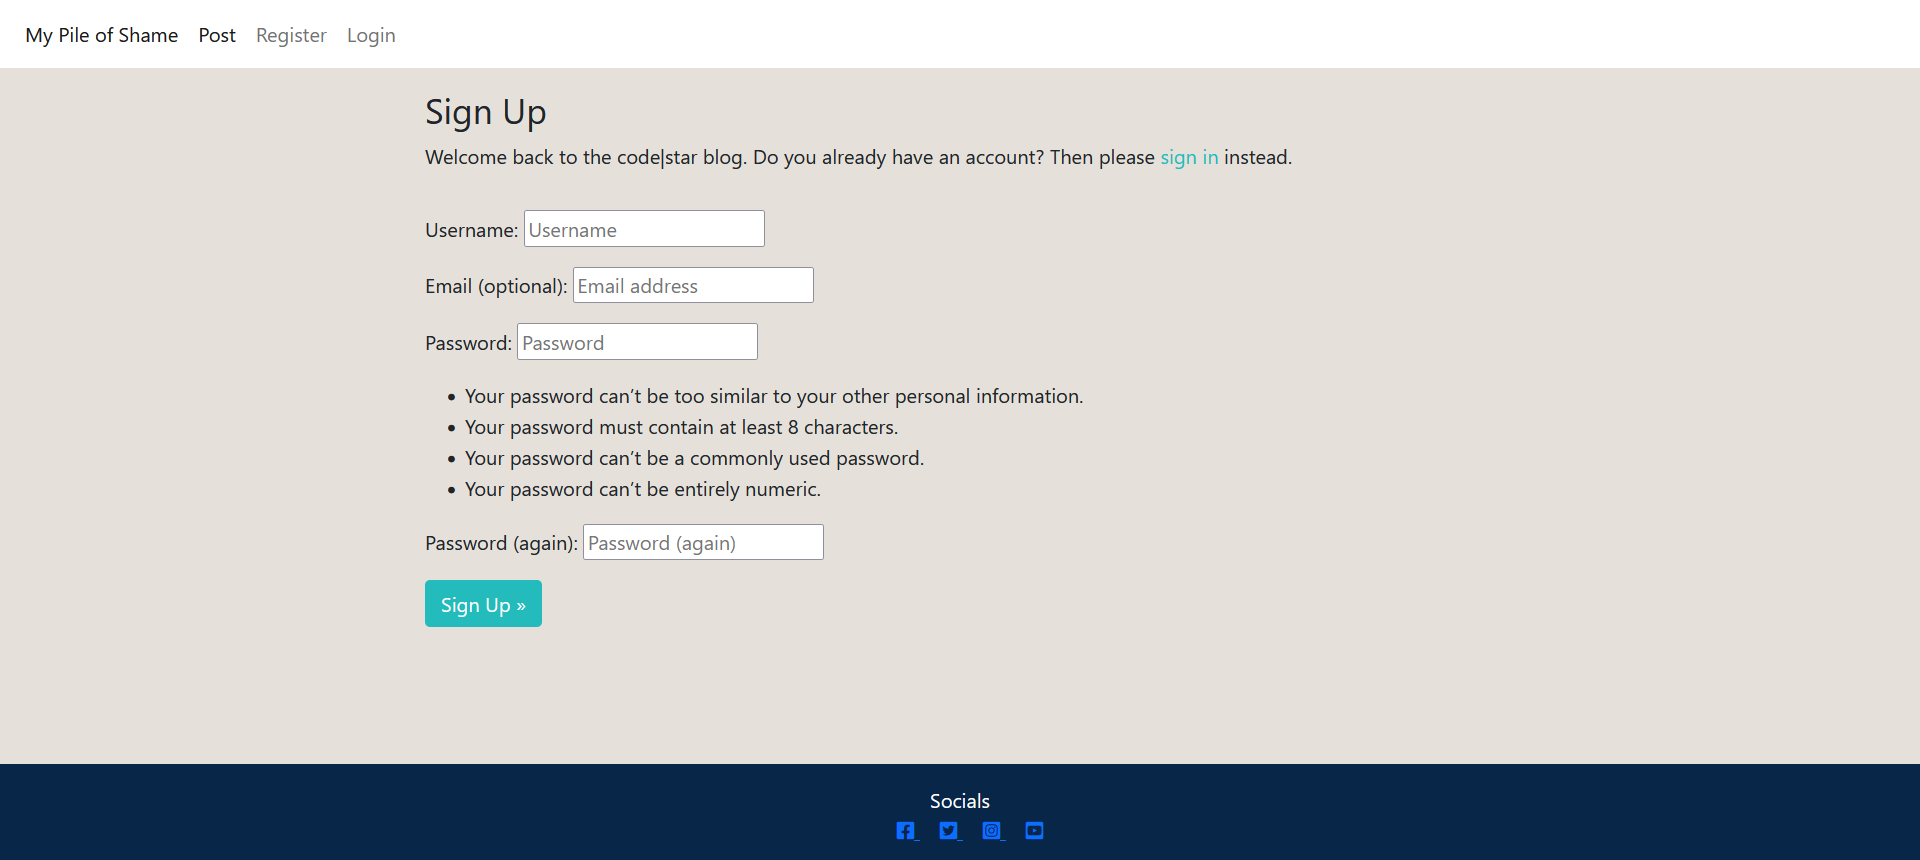 My Pile of Shame Post Register Login
Sign Up
Welcome back to the code|star blog. Do you already have an account? Then please sign in instead.
Username: Username
Email (optional): Email address
Password: Password
• Your password can’t be too similar to your other personal information.
• Your password must contain at least 8 characters.
• Your password can’t be a commonly used password.
• Your password can’t be entirely numeric.
Password (again): Password (again)
Sign Up »
Socials